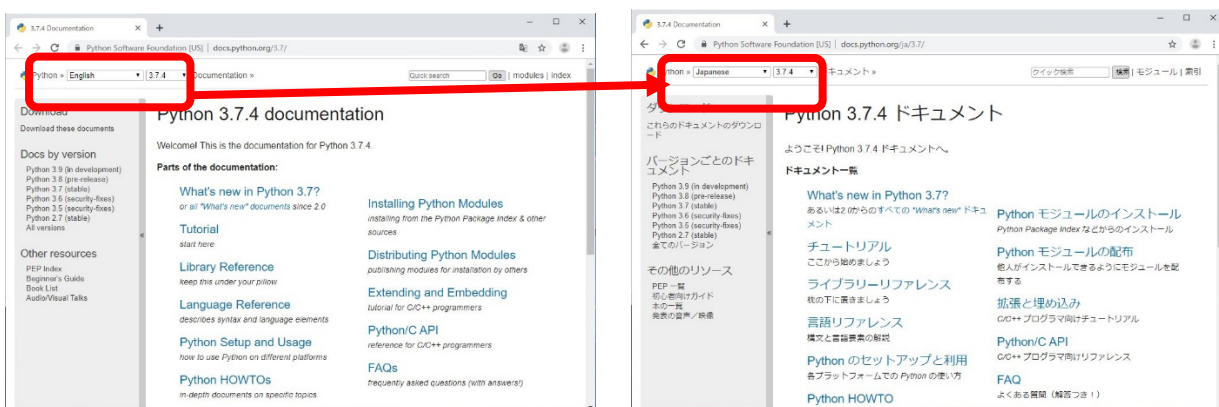 3.7.4 Documentation
Python Software Foundation [US] | docs.python.org/3.7/
Python » English 3.7.4 Documentation »
Quick search Go | modules | index
Download
Download these documents
Docs by version
Python 3.9 (in development)
Python 3.8 (pre-release)
Python 3.7 (stable)
Python 3.6 (security-fixes)
Python 3.5 (security-fixes)
Python 2.7 (stable)
All versions
Other resources
PEP Index
Beginner's Guide
Book List
Audio/Visual Talks
Python 3.7.4 documentation
Welcome! This is the documentation for Python 3.7.4.
Parts of the documentation:
What's new in Python 3.7?
or all "What's new" documents since 2.0
Tutorial
start here
Library Reference
keep this under your pillow
Language Reference
describes syntax and language elements
Python Setup and Usage
how to use Python on different platforms
Python HOWTOs
in-depth documents on specific topics
Installing Python Modules
installing from the Python Package Index & other
sources
Distributing Python Modules
publishing modules for installation by others
Extending and Embedding
tutorial for C/C++ programmers
Python/C API
reference for C/C++ programmers
FAQs
frequently asked questions (with answers!)
3.7.4 Documentation
Python Software Foundation [US] | docs.python.org/ja/3.7/
Python » Japanese 3.7.4 キュメント »
クイック検索 検索 | モジュール | 索引
これらのドキュメントのダウンロ
ード
バージョンごとのドキ
ュメント
Python 3.9 (in development)
Python 3.8 (pre-release)
Python 3.7 (stable)
Python 3.6 (security-fixes)
Python 3.5 (security-fixes)
Python 2.7 (stable)
全てのバージョン
その他のリソース
PEP 一覧
初心者向けガイド
本の一覧
発表の音声/映像
Python 3.7.4 ドキュメント
ようこそ! Python 3.7.4 ドキュメントへ。
ドキュメント一覧
What's new in Python 3.7?
あるいは2.0からのすべての "What's new" ドキュ
メント
チュートリアル
ここから始めましょう
ライブラリーリファレンス
枕の下に置きましょう
言語リファレンス
構文と言語要素の解説
Python のセットアップと利用
各プラットフォームでの Python の使い方
Python HOWTO
Python モジュールのインストール
Python Package Index などからのインストール
Python モジュールの配布
他人がインストールできるようにモジュールを配
布する
拡張と埋め込み
C/C++ プログラマ向けチュートリアル
Python/C API
C/C++ プログラマ向けリファレンス
FAQ
よくある質問 (解答つき!)